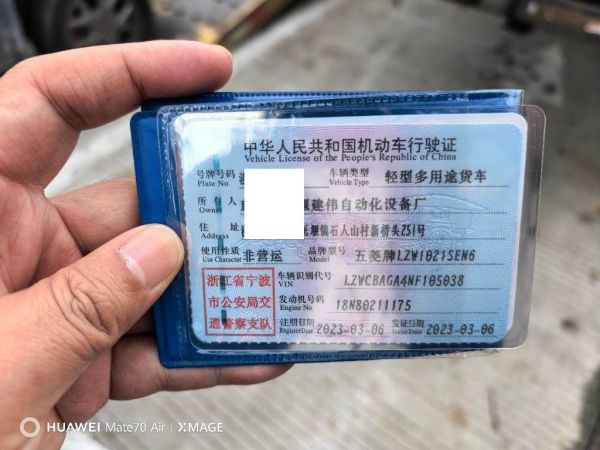 中华人民共和国机动车行驶证
Vehicle License of the People's Republic of China
号牌号码 车辆类型 轻型多用途货车
Plate No. Vehicle Type
所有人 建伟自动化设备厂
Owner
住址 镇石人山村新桥头251号
Address
使用性质 非营运 品牌型号 五菱牌LZW1021SEN6
Use Character Model
浙江省宁波 车辆识别代号 LZWCBAGA4NF105038
VIN
市公安局交 发动机号码 18N80211175
Engine No.
通警察支队 注册日期 2023-03-06 发证日期 2023-03-06
Register Date Issue Date
HUAWEI Mate70 Air | XMAGE